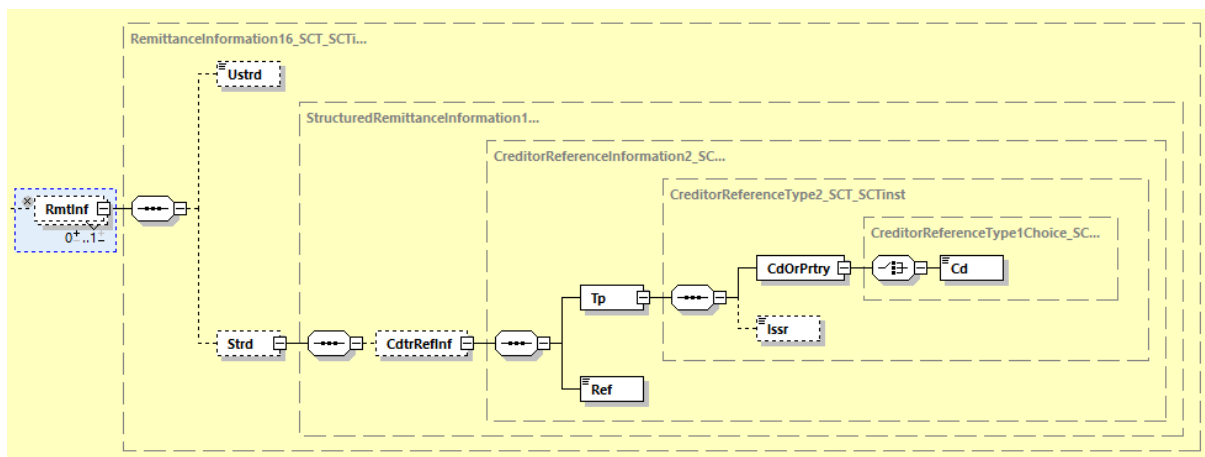 RemittanceInformation16_SCT_SCTi...
Ustrd
StructuredRemittanceInformation1...
CreditorReferenceInformation2_SC...
CreditorReferenceType2_SCT_SCTinst
CreditorReferenceType1Choice_SC...
RmtInf
0..1
CdOrPrtry
Cd
Tp
Issr
Strd
CdtrRefInf
Ref